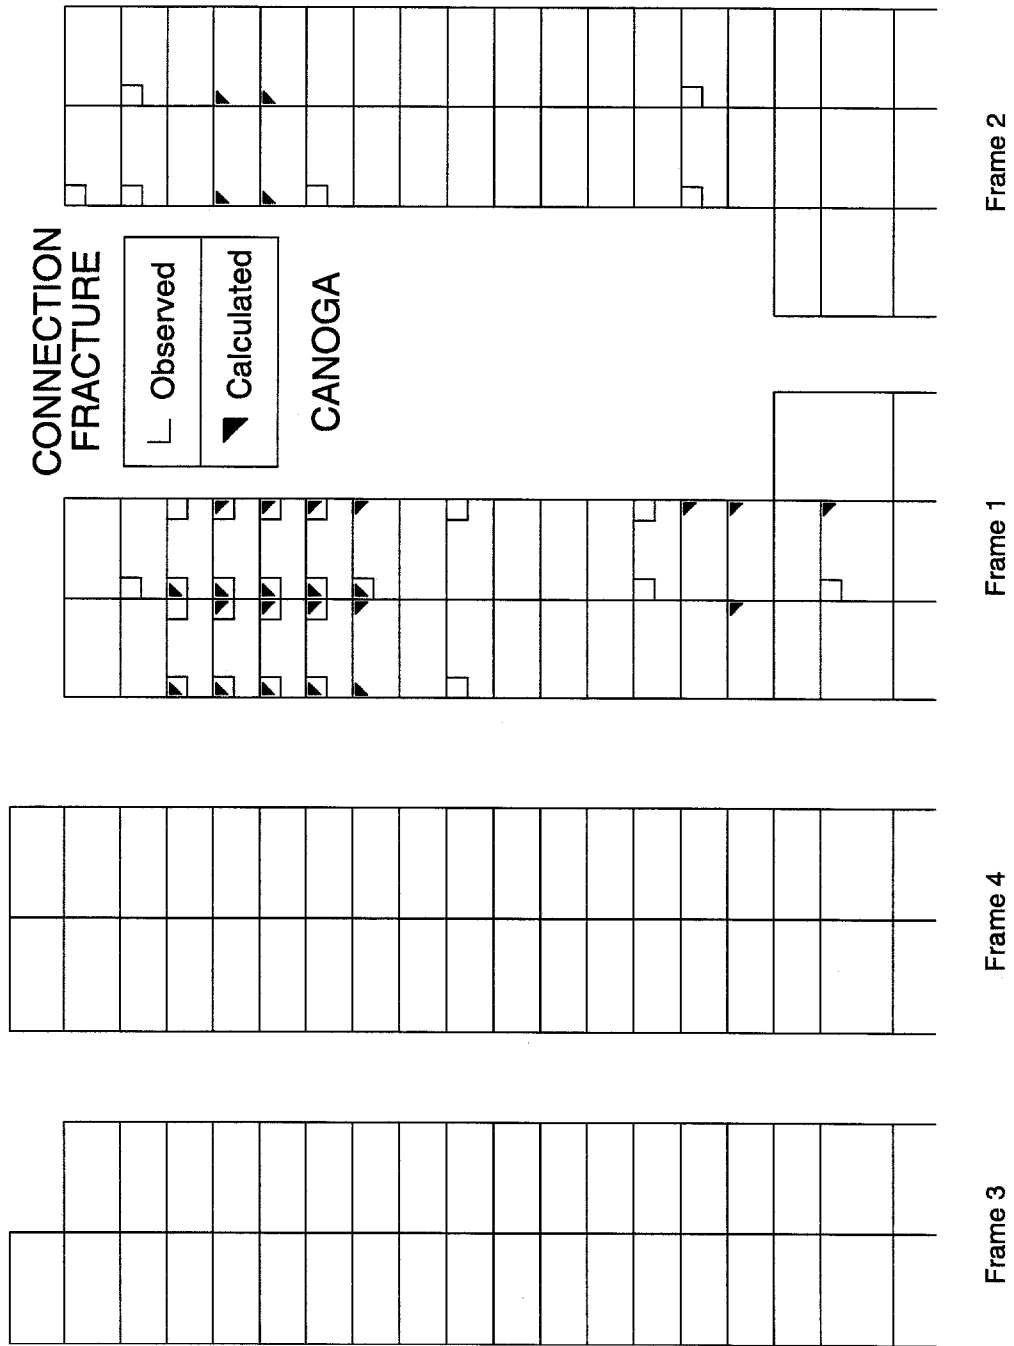 CONNECTION
FRACTURE
Observed
Calculated
CANOGA
Frame 3
Frame 4
Frame 1
Frame 2